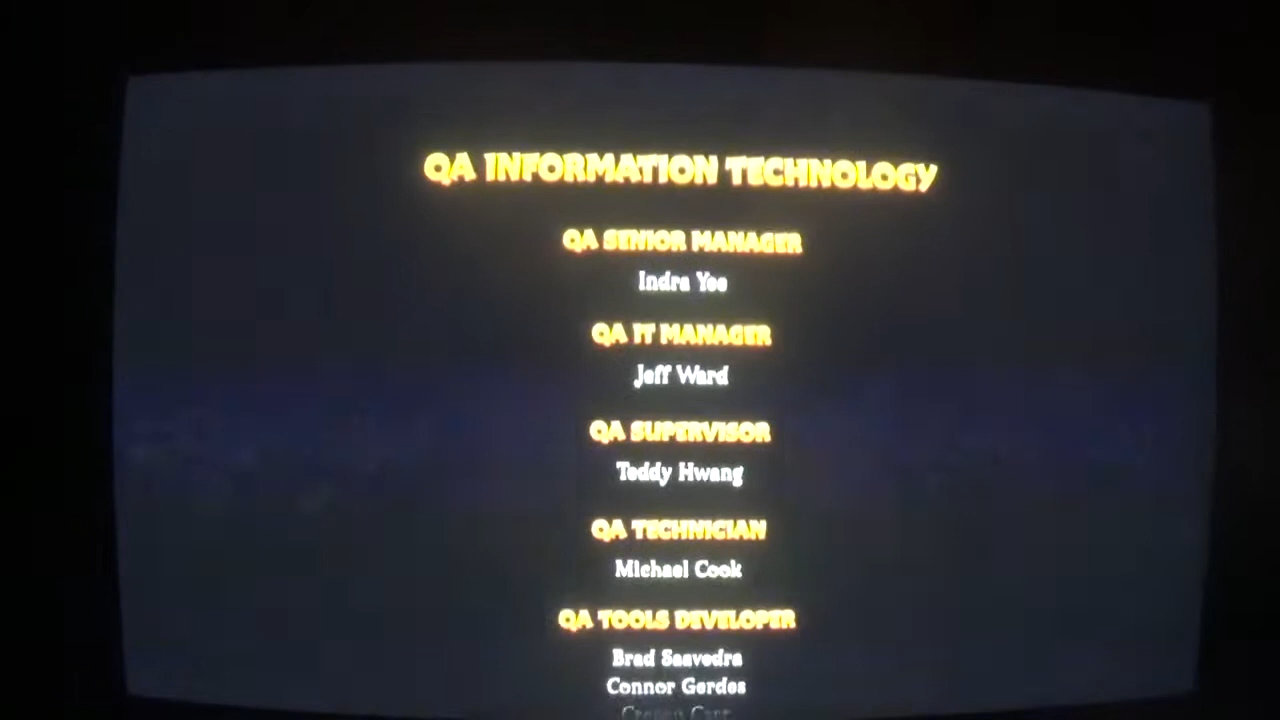 QA INFORMATION TECHNOLOGY
QA SENIOR MANAGER
Indra Yee
QA IT MANAGER
Jeff Ward
QA SUPERVISOR
Teddy Hwang
QA TECHNICIAN
Michael Cook
QA TOOLS DEVELOPER
Brad Saavedra
Connor Gerdes